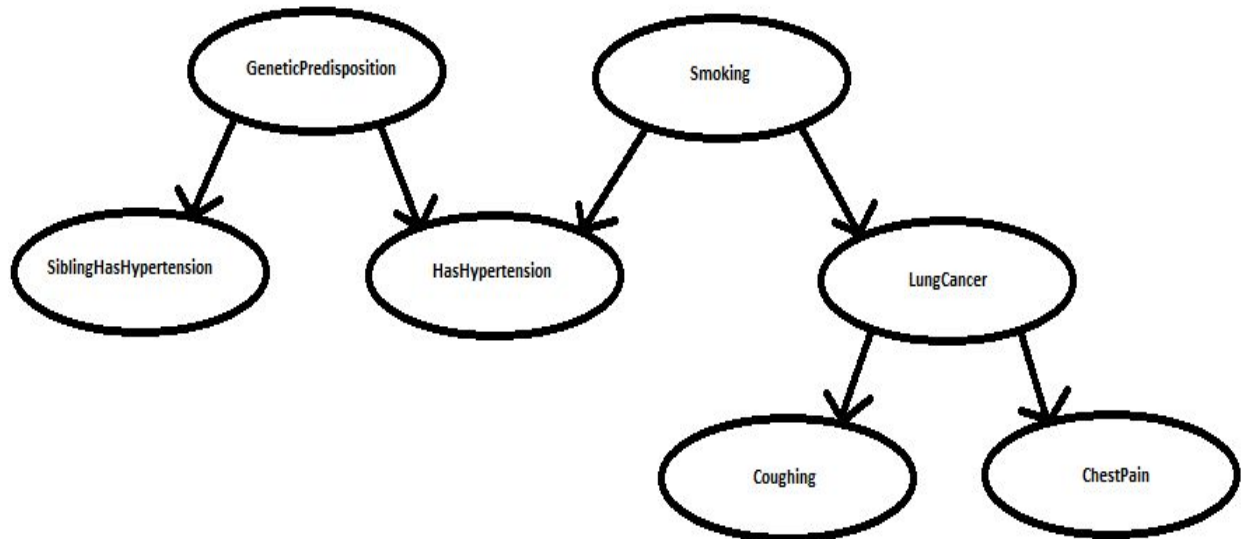 GeneticPredisposition
Smoking
SiblingHasHypertension
HasHypertension
LungCancer
Coughing
ChestPain